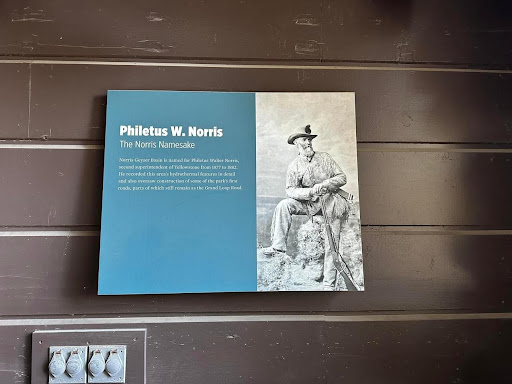 Philetus W. Norris
The Norris Namesake
Norris Geyser Basin is named for Philetus Walter Norris,
second superintendent of Yellowstone from 1877 to 1882.
He recorded this area's hydrothermal features in detail
and also oversaw construction of some of the park's first
roads, parts of which still remain as the Grand Loop Road.